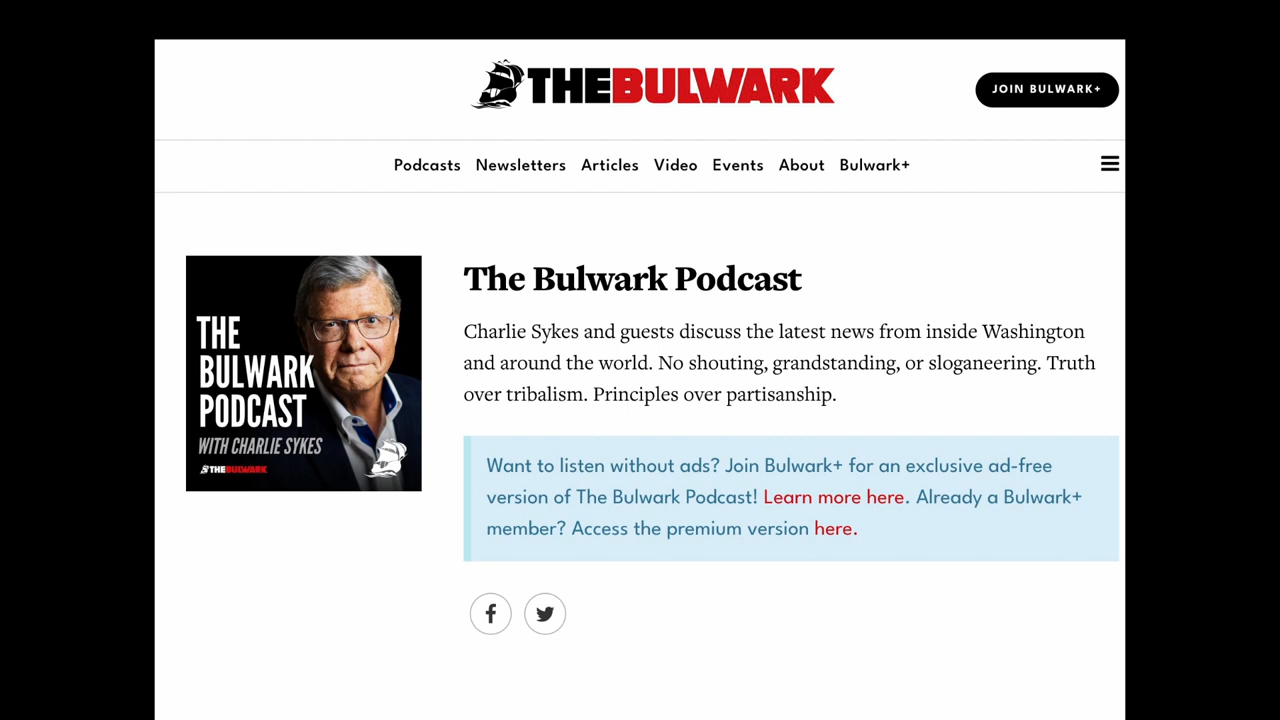 THEBULWARK
JOIN BULWARK+
Podcasts Newsletters Articles Video Events About Bulwark+
THE
BULWARK
PODCAST
WITH CHARLIE SYKES
THEBULWARK
The Bulwark Podcast
Charlie Sykes and guests discuss the latest news from inside Washington
and around the world. No shouting, grandstanding, or sloganeering. Truth
over tribalism. Principles over partisanship.
Want to listen without ads? Join Bulwark+ for an exclusive ad-free
version of The Bulwark Podcast! Learn more here. Already a Bulwark+
member? Access the premium version here.